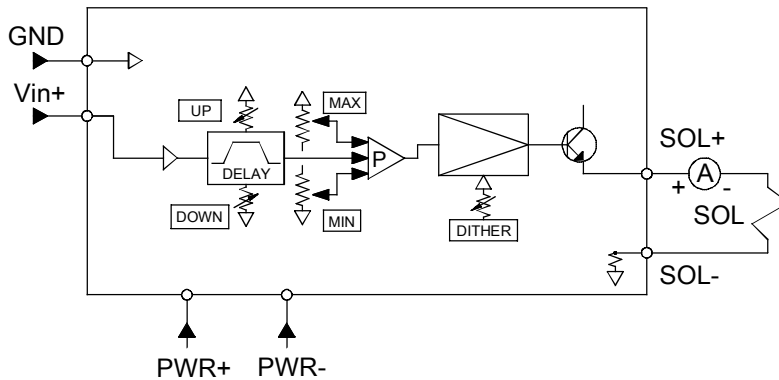 GND
Vin+
UP
MAX
P
DELAY
DOWN
MIN
DITHER
SOL+
A
+ -
SOL
SOL-
PWR+ PWR-